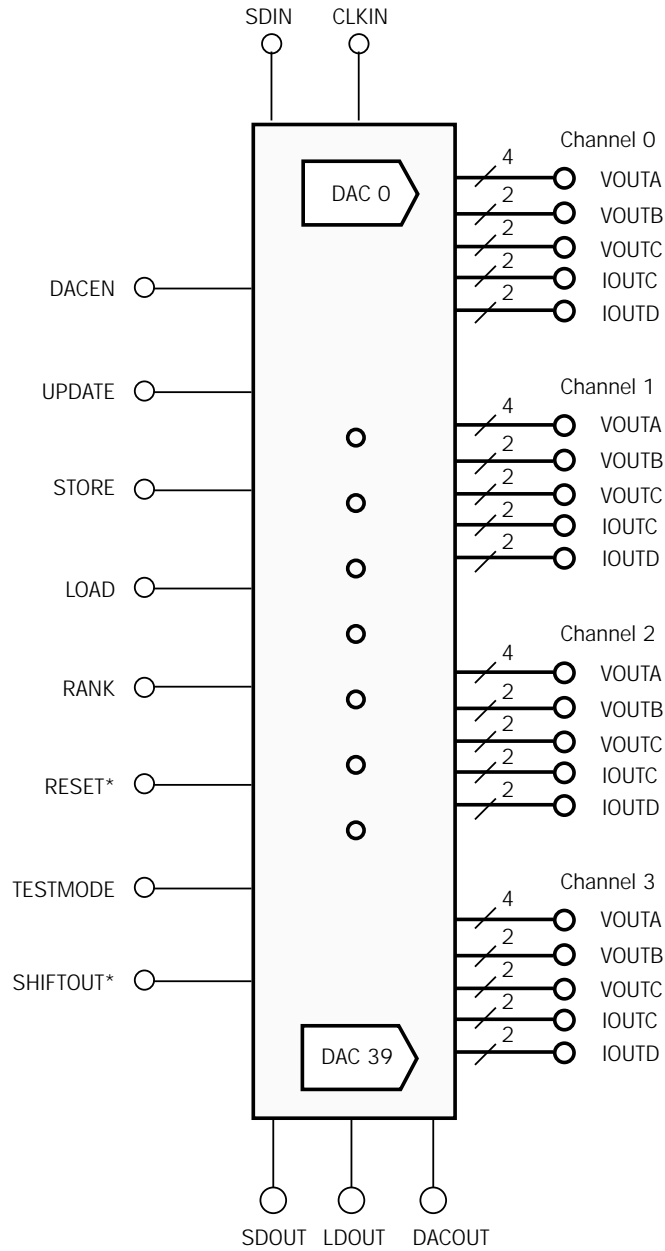 SDIN CLKIN
DAC 0
Channel 0
4 VOUTA
2 VOUTB
2 VOUTC
2 IOUTC
2 IOUTD
DACEN
UPDATE
STORE
LOAD
RANK
RESET*
TESTMODE
SHIFTOUT*
Channel 1
4 VOUTA
2 VOUTB
2 VOUTC
2 IOUTC
2 IOUTD
Channel 2
4 VOUTA
2 VOUTB
2 VOUTC
2 IOUTC
2 IOUTD
Channel 3
4 VOUTA
2 VOUTB
2 VOUTC
2 IOUTC
2 IOUTD
DAC 39
SDOUT LDOUT DACOUT